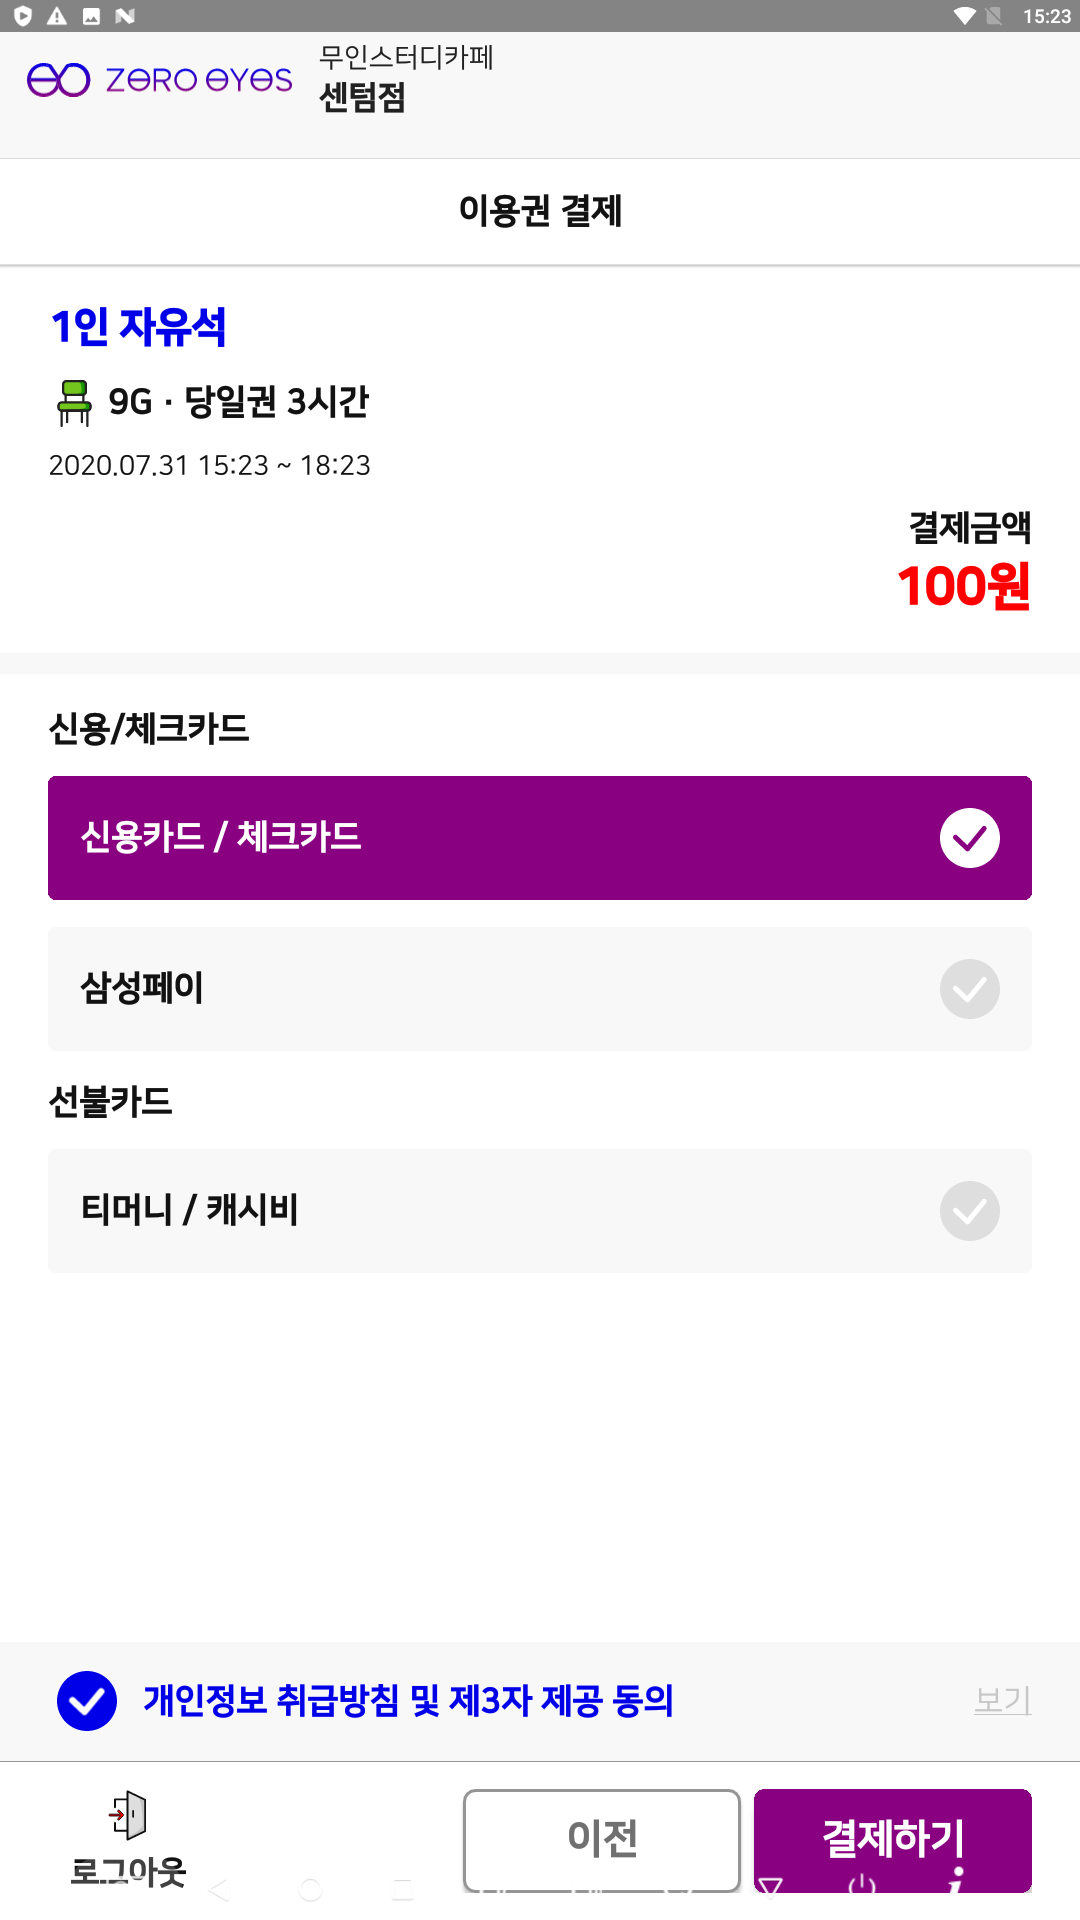 15:23
ZERO EYES
무인스터디카페
센텀점
이용권 결제
1인 자유석
9G · 당일권 3시간
2020.07.31 15:23 ~ 18:23
결제금액
100원
신용/체크카드
신용카드 / 체크카드
삼성페이
선불카드
티머니 / 캐시비
개인정보 취급방침 및 제3자 제공 동의
보기
로그아웃
이전
결제하기